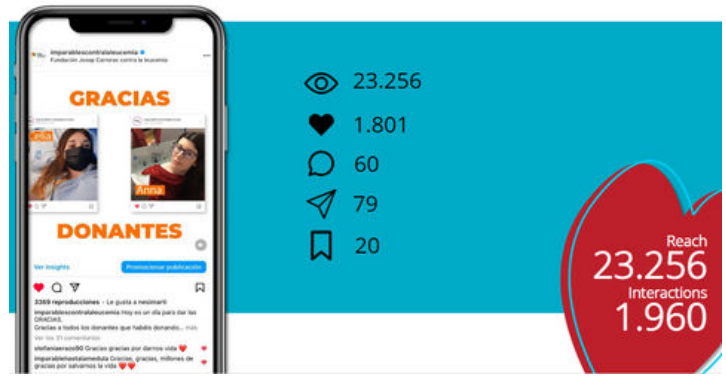 imparablescontralaleucemia
Fundación Josep Carreras contra la leucemia
GRACIAS
Celia
Anna
DONANTES
Ver insights
Promocionar publicación
3369 reproducciones · Le gusta a nesimarti
imparablescontralaleucemia Hoy es un día para dar las
GRACIAS.
Gracias a todos los donantes que habéis donando... más
Ver los 31 comentarios
stefaniaerazo90 Gracias gracias por darnos vida
imparablehastalamedula Gracias, gracias, millones de
gracias por salvarnos la vida
23.256
1.801
60
79
20
Reach
23.256
Interactions
1.960